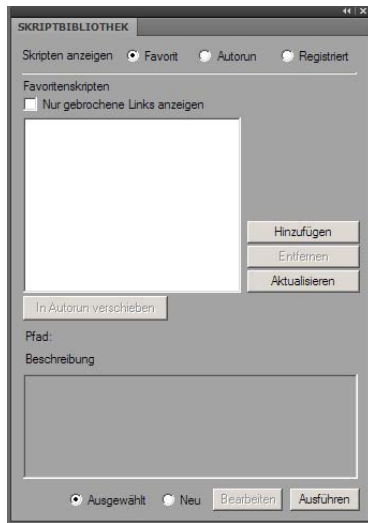 SKRIPTBIBLIOTHEK
Skripten anzeigen Favorit Autorun Registriert
Favoritenskripten
Nur gebrochene Links anzeigen
Hinzufügen
Entfernen
Aktualisieren
In Autorun verschieben
Pfad:
Beschreibung
Ausgewählt Neu Bearbeiten Ausführen